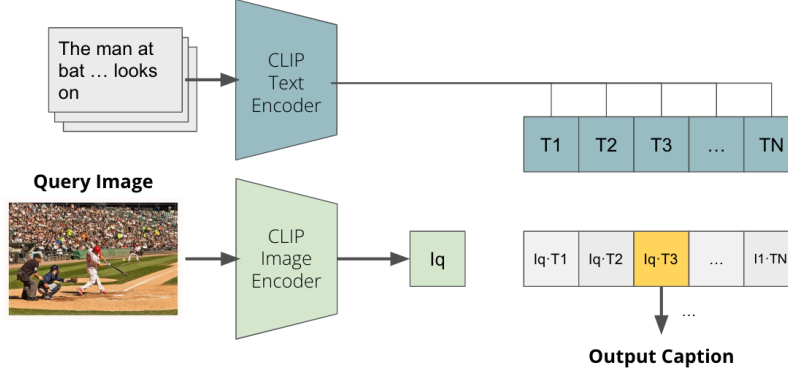 The man at
bat … looks
on
CLIP
Text
Encoder
T1 T2 T3 … TN
Query Image
CLIP
Image
Encoder
Iq
Iq·T1 Iq·T2 Iq·T3 … I1·TN
…
Output Caption